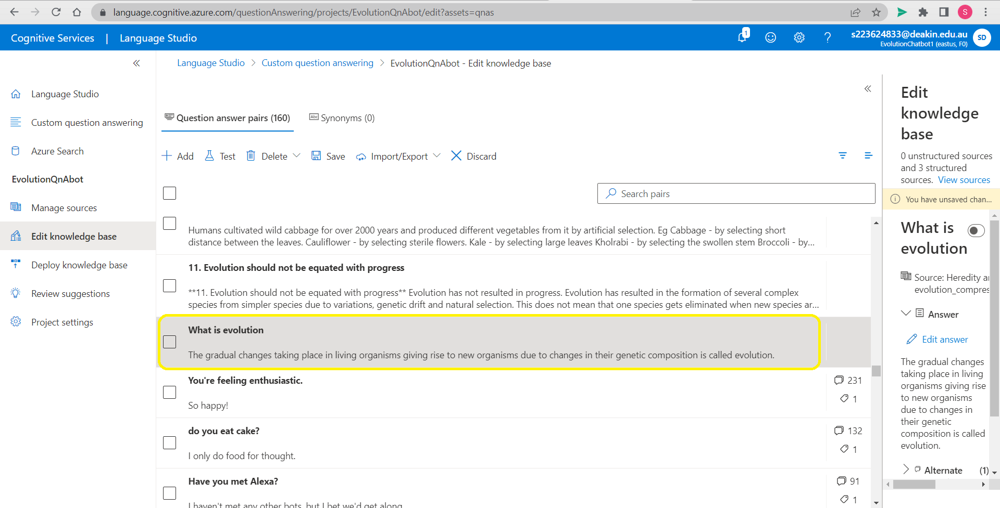 language.cognitive.azure.com/questionAnswering/projects/EvolutionQnAbot/edit?assets=qnas
S
Cognitive Services | Language Studio
1
s223624833@deakin.edu.au
EvolutionChatbot1 (eastus, F0)
SD
Language Studio > Custom question answering > EvolutionQnAbot - Edit knowledge base
Language Studio
Custom question answering
Azure Search
EvolutionQnAbot
Manage sources
Edit knowledge base
Deploy knowledge base
Review suggestions
Project settings
Question answer pairs (160)
Abc Synonyms (0)
Add
Test
Delete
Save
Import/Export
Discard
Search pairs
Humans cultivated wild cabbage for over 2000 years and produced different vegetables from it by artificial selection. Eg Cabbage - by selecting short
distance between the leaves. Cauliflower - by selecting sterile flowers. Kale - by selecting large leaves Kholrabi - by selecting the swollen stem Broccoli - by...
11. Evolution should not be equated with progress
**11. Evolution should not be equated with progress** Evolution has not resulted in progress. Evolution has resulted in the formation of several complex
species from simpler species due to variations, genetic drift and natural selection. This does not mean that one species gets eliminated when new species ar...
What is evolution
The gradual changes taking place in living organisms giving rise to new organisms due to changes in their genetic composition is called evolution.
You're feeling enthusiastic.
231
So happy!
1
do you eat cake?
132
I only do food for thought.
1
Have you met Alexa?
91
I haven't met any other bots, but I bet we'd get along
1
Edit
knowledge
base
0 unstructured sources
and 3 structured
sources. View sources
You have unsaved chan...
What is
evolution
Source: Heredity a
evolution_compres
Answer
Edit answer
The gradual changes
taking place in living
organisms giving rise
to new organisms
due to changes in
their genetic
composition is called
evolution.
Alternate (1)